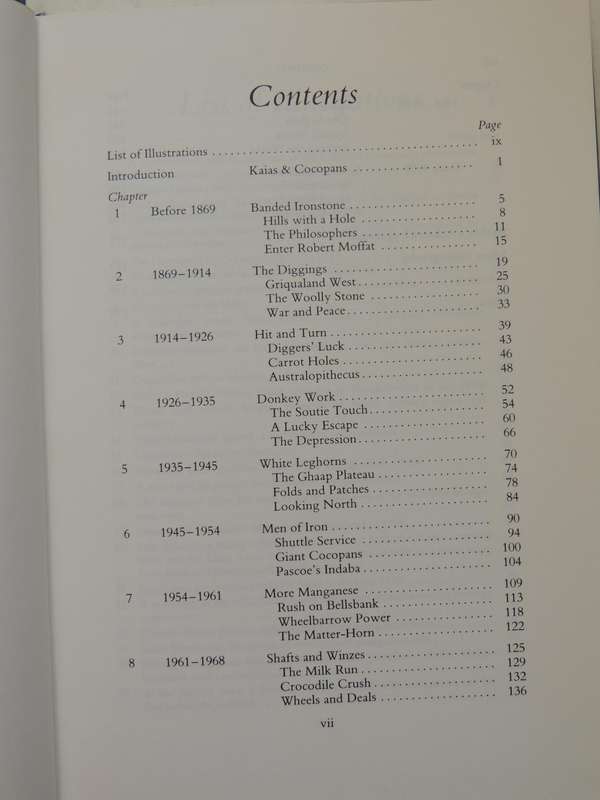 Contents
Page
List of Illustrations . . . . . . . . . . . . . . . . . . . . . . . . . . . . . . . . . . . . . . . . . . . . ix
Introduction Kaias & Cocopans . . . . . . . . . . . . . . . . . . . . 1
Chapter
1 Before 1869 Banded Ironstone . . . . . . . . . . . . . . . . . . . . . 5
Hills with a Hole . . . . . . . . . . . . . . . . . . . 8
The Philosophers . . . . . . . . . . . . . . . . . . . 11
Enter Robert Moffat . . . . . . . . . . . . . . . . 15
2 1869–1914 The Diggings . . . . . . . . . . . . . . . . . . . . . . . . 19
Griqualand West . . . . . . . . . . . . . . . . . . . . 25
The Woolly Stone . . . . . . . . . . . . . . . . . . 30
War and Peace . . . . . . . . . . . . . . . . . . . . . . 33
3 1914–1926 Hit and Turn . . . . . . . . . . . . . . . . . . . . . . . . . 39
Diggers' Luck . . . . . . . . . . . . . . . . . . . . . . 43
Carrot Holes . . . . . . . . . . . . . . . . . . . . . . . 46
Australopithecus . . . . . . . . . . . . . . . . . . . . 48
4 1926–1935 Donkey Work . . . . . . . . . . . . . . . . . . . . . . . . 52
The Soutie Touch . . . . . . . . . . . . . . . . . . . 54
A Lucky Escape . . . . . . . . . . . . . . . . . . . . 60
The Depression . . . . . . . . . . . . . . . . . . . . . 66
5 1935–1945 White Leghorns . . . . . . . . . . . . . . . . . . . . . . 70
The Ghaap Plateau . . . . . . . . . . . . . . . . . . 74
Folds and Patches . . . . . . . . . . . . . . . . . . . 78
Looking North . . . . . . . . . . . . . . . . . . . . . 84
6 1945–1954 Men of Iron . . . . . . . . . . . . . . . . . . . . . . . . . . 90
Shuttle Service . . . . . . . . . . . . . . . . . . . . . 94
Giant Cocopans . . . . . . . . . . . . . . . . . . . . 100
Pascoe's Indaba . . . . . . . . . . . . . . . . . . . . . 104
7 1954–1961 More Manganese . . . . . . . . . . . . . . . . . . . . . 109
Rush on Bellsbank . . . . . . . . . . . . . . . . . . 113
Wheelbarrow Power . . . . . . . . . . . . . . . . 118
The Matter-Horn . . . . . . . . . . . . . . . . . . . 122
8 1961–1968 Shafts and Winzes . . . . . . . . . . . . . . . . . . . . . 125
The Milk Run . . . . . . . . . . . . . . . . . . . . . . 129
Crocodile Crush . . . . . . . . . . . . . . . . . . . . 132
Wheels and Deals . . . . . . . . . . . . . . . . . . . 136
vii